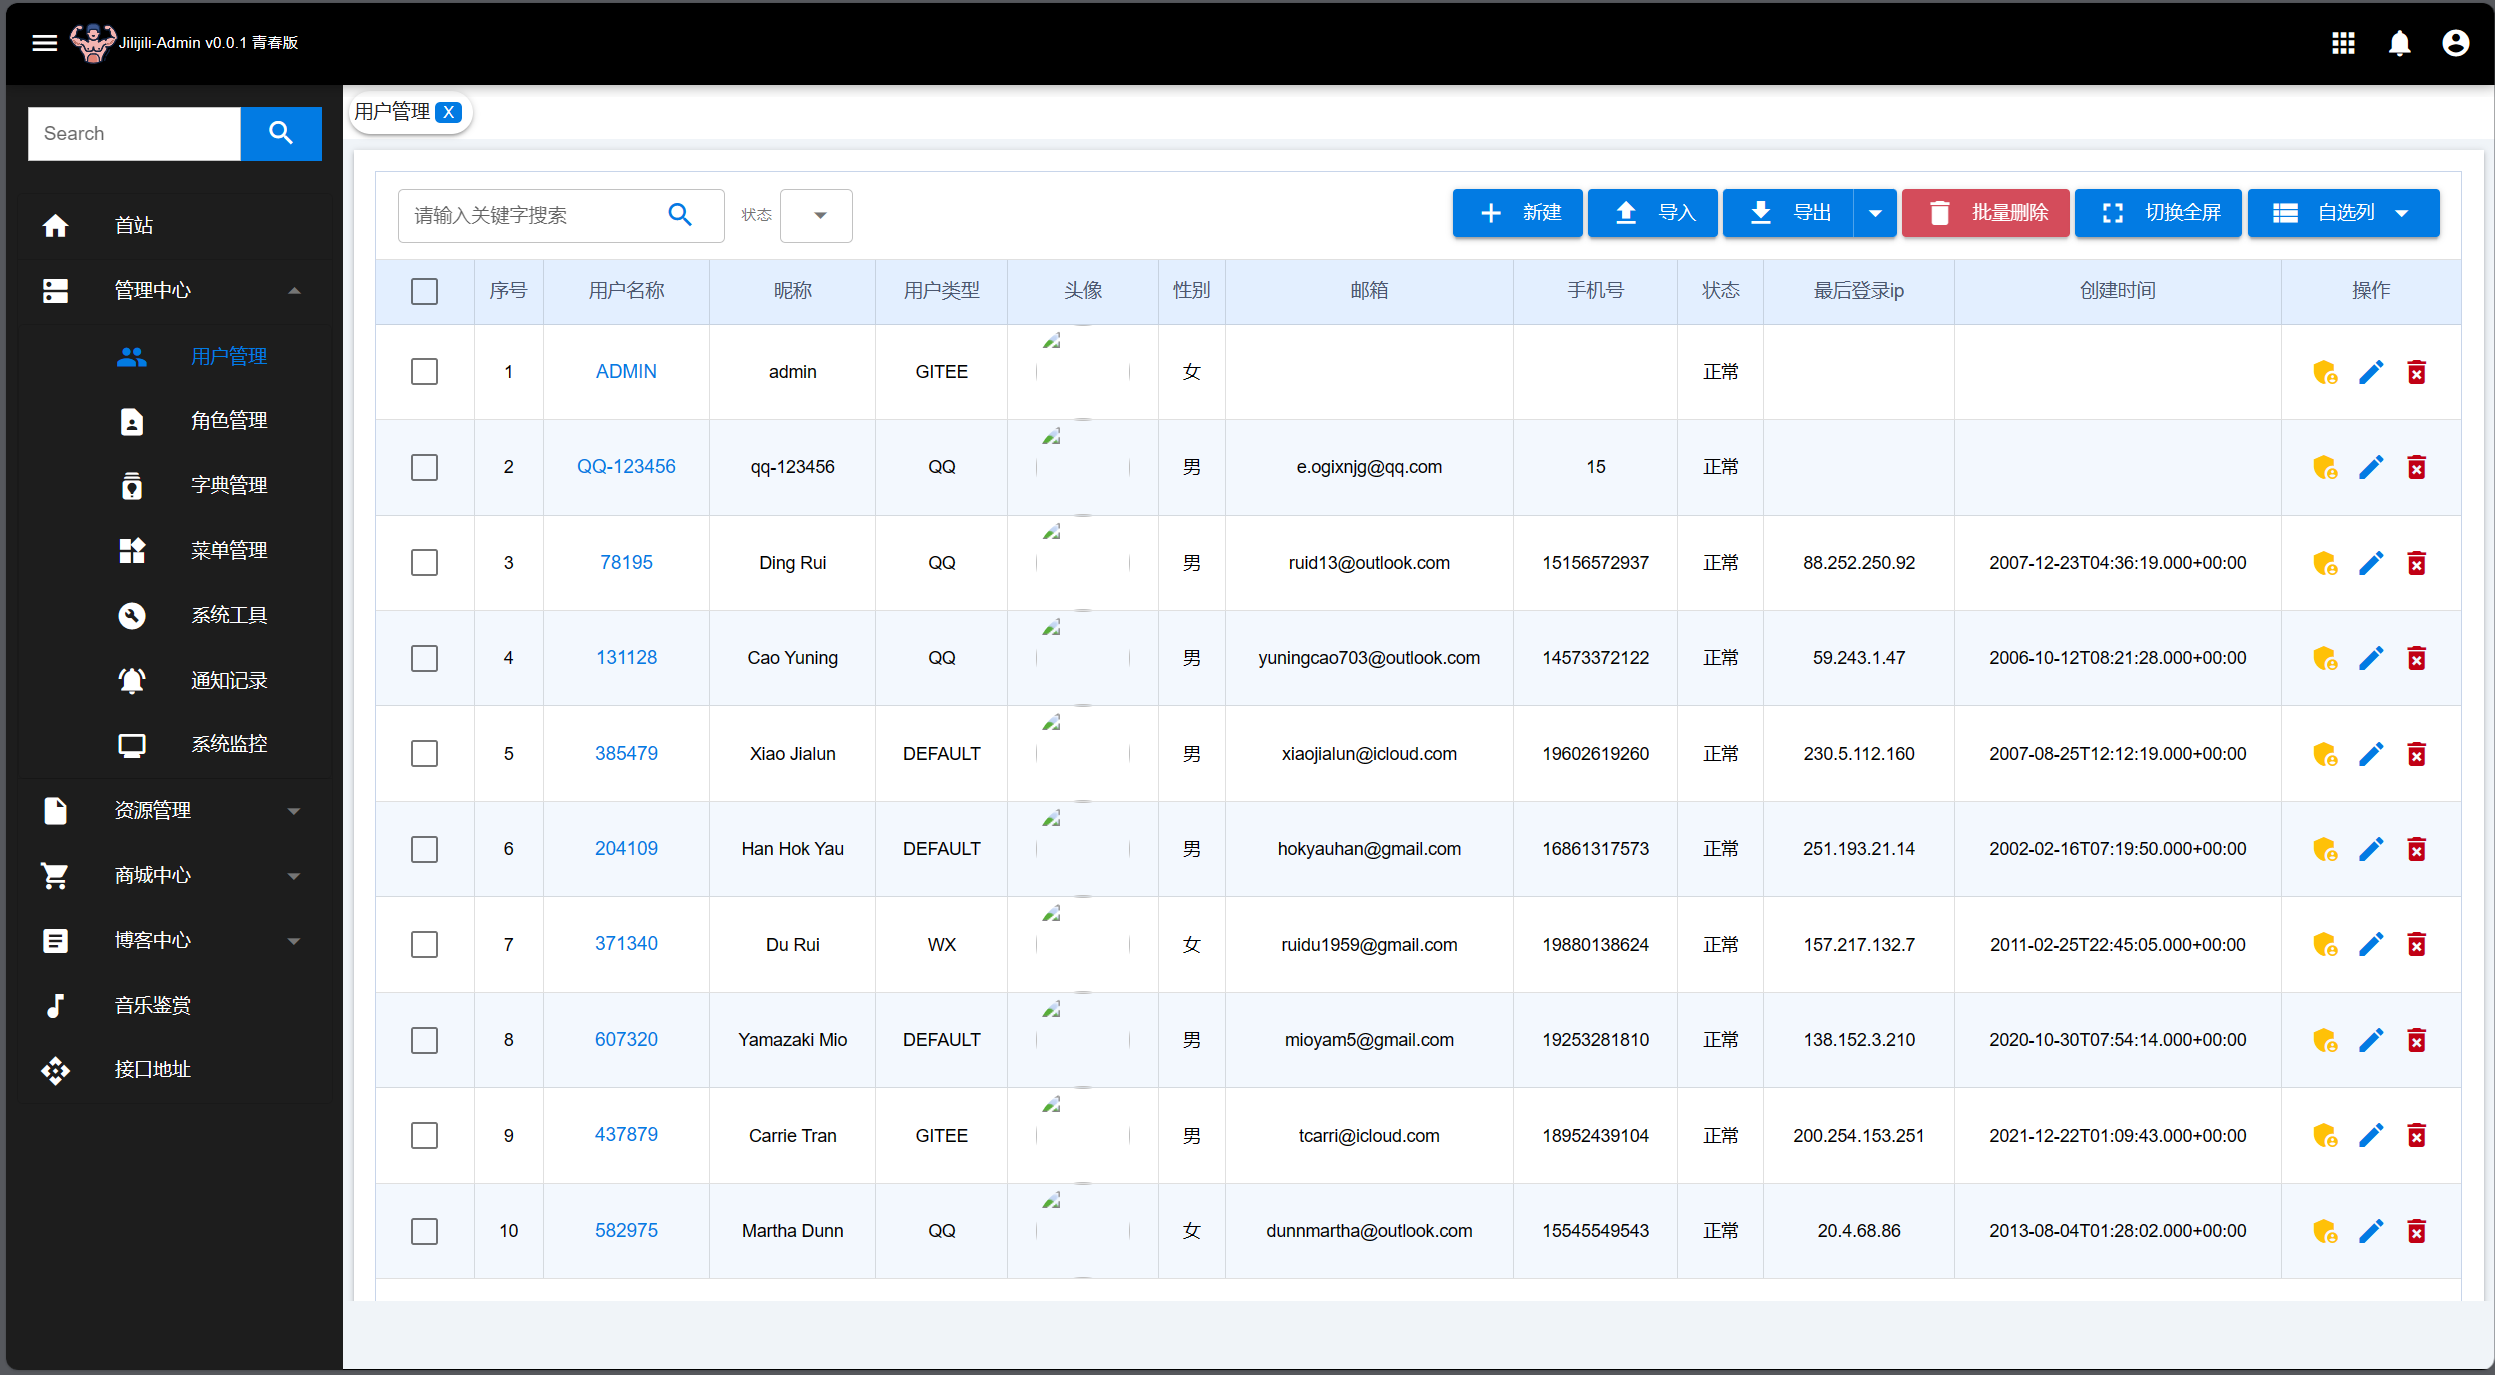 Jilijili-Admin v0.0.1 青春版
Search
首站
管理中心
用户管理
角色管理
字典管理
菜单管理
系统工具
通知记录
系统监控
资源管理
商城中心
博客中心
音乐鉴赏
接口地址
用户管理 X
请输入关键字搜索 状态 新建 导入 导出 批量删除 切换全屏 自选列
序号 用户名称 昵称 用户类型 头像 性别 邮箱 手机号 状态 最后登录ip 创建时间 操作
1 ADMIN admin GITEE 女 正常
2 QQ-123456 qq-123456 QQ 男 e.ogixnjg@qq.com 15 正常
3 78195 Ding Rui QQ 男 ruid13@outlook.com 15156572937 正常 88.252.250.92 2007-12-23T04:36:19.000+00:00
4 131128 Cao Yuning QQ 男 yuningcao703@outlook.com 14573372122 正常 59.243.1.47 2006-10-12T08:21:28.000+00:00
5 385479 Xiao Jialun DEFAULT 男 xiaojialun@icloud.com 19602619260 正常 230.5.112.160 2007-08-25T12:12:19.000+00:00
6 204109 Han Hok Yau DEFAULT 男 hokyauhan@gmail.com 16861317573 正常 251.193.21.14 2002-02-16T07:19:50.000+00:00
7 371340 Du Rui WX 女 ruidu1959@gmail.com 19880138624 正常 157.217.132.7 2011-02-25T22:45:05.000+00:00
8 607320 Yamazaki Mio DEFAULT 男 mioyam5@gmail.com 19253281810 正常 138.152.3.210 2020-10-30T07:54:14.000+00:00
9 437879 Carrie Tran GITEE 男 tcarri@icloud.com 18952439104 正常 200.254.153.251 2021-12-22T01:09:43.000+00:00
10 582975 Martha Dunn QQ 女 dunnmartha@outlook.com 15545549543 正常 20.4.68.86 2013-08-04T01:28:02.000+00:00